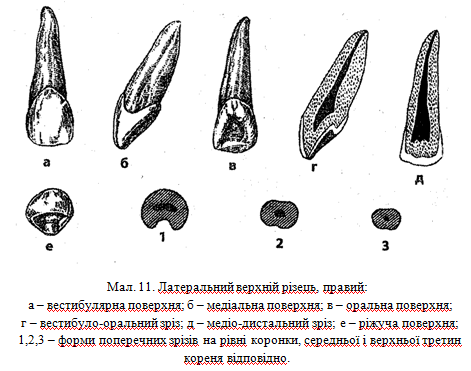 а б в г д
е 1 2 3
Мал. 11. Латеральний верхній різець, правий:
а – вестибулярна поверхня; б – медіальна поверхня; в – оральна поверхня;
г – вестибуло-оральний зріз; д – медіо-дистальний зріз; е – ріжуча поверхня;
1,2,3 – форми поперечних зрізів на рівні коронки, середньої і верхньої третин
кореня відповідно.